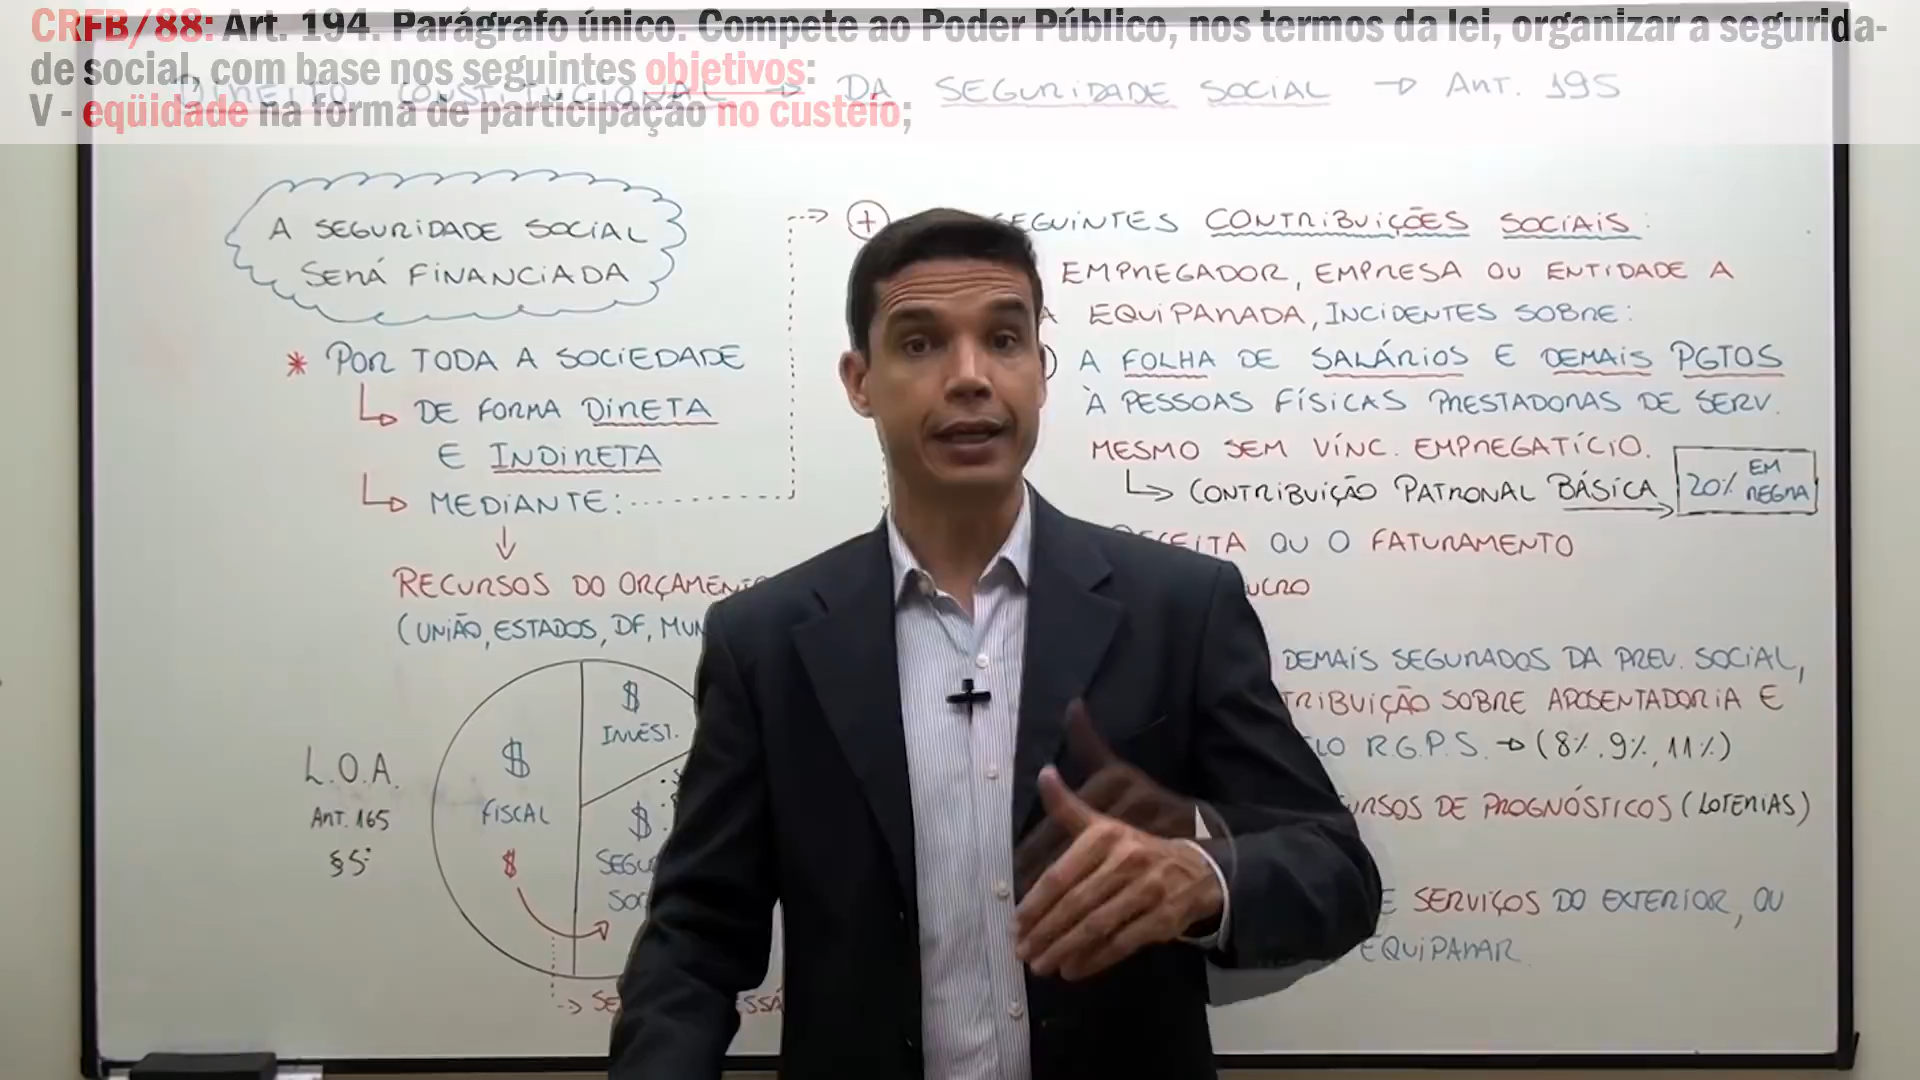 CRFB/88: Art. 194. Parágrafo único. Compete ao Poder Público, nos termos da lei, organizar a segurida-
de social, com base nos seguintes objetivos:
V - eqüidade na forma de participação no custeio;
DIREITO CONSTITUCIONAL → DA SEGURIDADE SOCIAL → ART. 195
A SEGURIDADE SOCIAL
SERÁ FINANCIADA
* POR TODA A SOCIEDADE
DE FORMA DIRETA
E INDIRETA
MEDIANTE:
RECURSOS DO
(UNIÃO, ESTADOS, DF,
L.O.A.
ART. 165
§5º
$
FISCAL
$
$
INVEST.
$
+
CONTRIBUIÇÕES SOCIAIS:
EMPREGADOR, EMPRESA OU ENTIDADE A
EQUIPARADA, INCIDENTES SOBRE:
A FOLHA DE SALÁRIOS E DEMAIS PGTOS
À PESSOAS FÍSICAS PRESTADORAS DE SERV.
MESMO SEM VÍNC. EMPREGATÍCIO.
CONTRIBUIÇÃO PATRONAL BÁSICA → 20% EM REGRA
OU O FATURAMENTO
DEMAIS SEGURADOS DA PREV. SOCIAL,
SOBRE APOSENTADORIA E
R.G.P.S. → (8%, 9%, 11%)
DE PROGNÓSTICOS (LOTERIAS)
SERVIÇOS DO EXTERIOR, OU
EQUIPARAR.